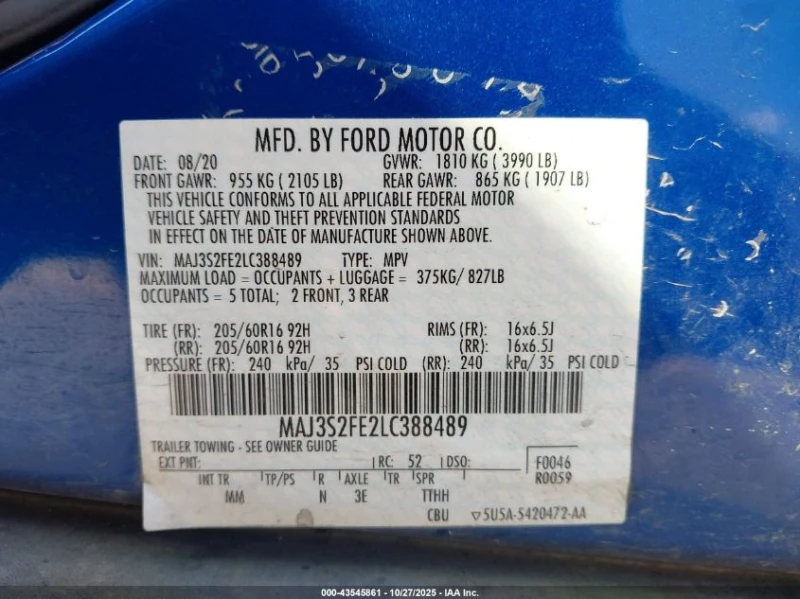 MFD. BY FORD MOTOR CO.
DATE: 08/20 GVWR: 1810 KG ( 3990 LB)
FRONT GAWR: 955 KG ( 2105 LB) REAR GAWR: 865 KG ( 1907 LB)
THIS VEHICLE CONFORMS TO ALL APPLICABLE FEDERAL MOTOR
VEHICLE SAFETY AND THEFT PREVENTION STANDARDS
IN EFFECT ON THE DATE OF MANUFACTURE SHOWN ABOVE.
VIN: MAJ3S2FE2LC388489 TYPE: MPV
MAXIMUM LOAD = OCCUPANTS + LUGGAGE = 375KG/ 827LB
OCCUPANTS = 5 TOTAL; 2 FRONT, 3 REAR
TIRE (FR): 205/60R16 92H RIMS (FR): 16x6.5J
(RR): 205/60R16 92H (RR): 16x6.5J
PRESSURE (FR): 240 kPa/ 35 PSI COLD (RR): 240 kPa/ 35 PSI COLD
MAJ3S2FE2LC388489
TRAILER TOWING - SEE OWNER GUIDE
EXT PNT: RC: 52 DSO: F0046
R0059
INT TR TP/PS R AXLE TR SPR
MM N 3E TTHH
CBU ▽5U5A-5420472-AA
000-43545861 | 10/27/2025 - IAA Inc.